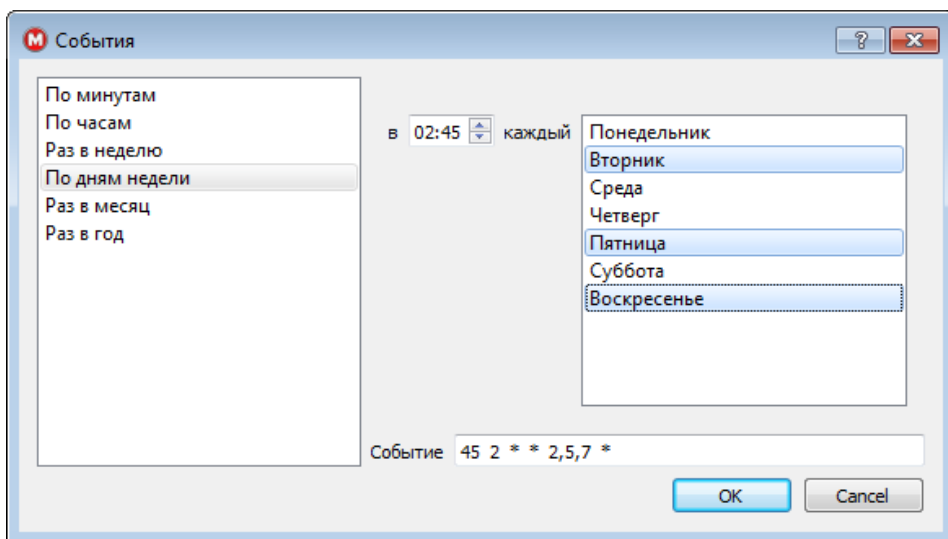 События
По минутам
По часам
Раз в неделю
По дням недели
Раз в месяц
Раз в год
в 02:45 каждый
Понедельник
Вторник
Среда
Четверг
Пятница
Суббота
Воскресенье
Событие 45 2 * * 2,5,7 *
OK Cancel